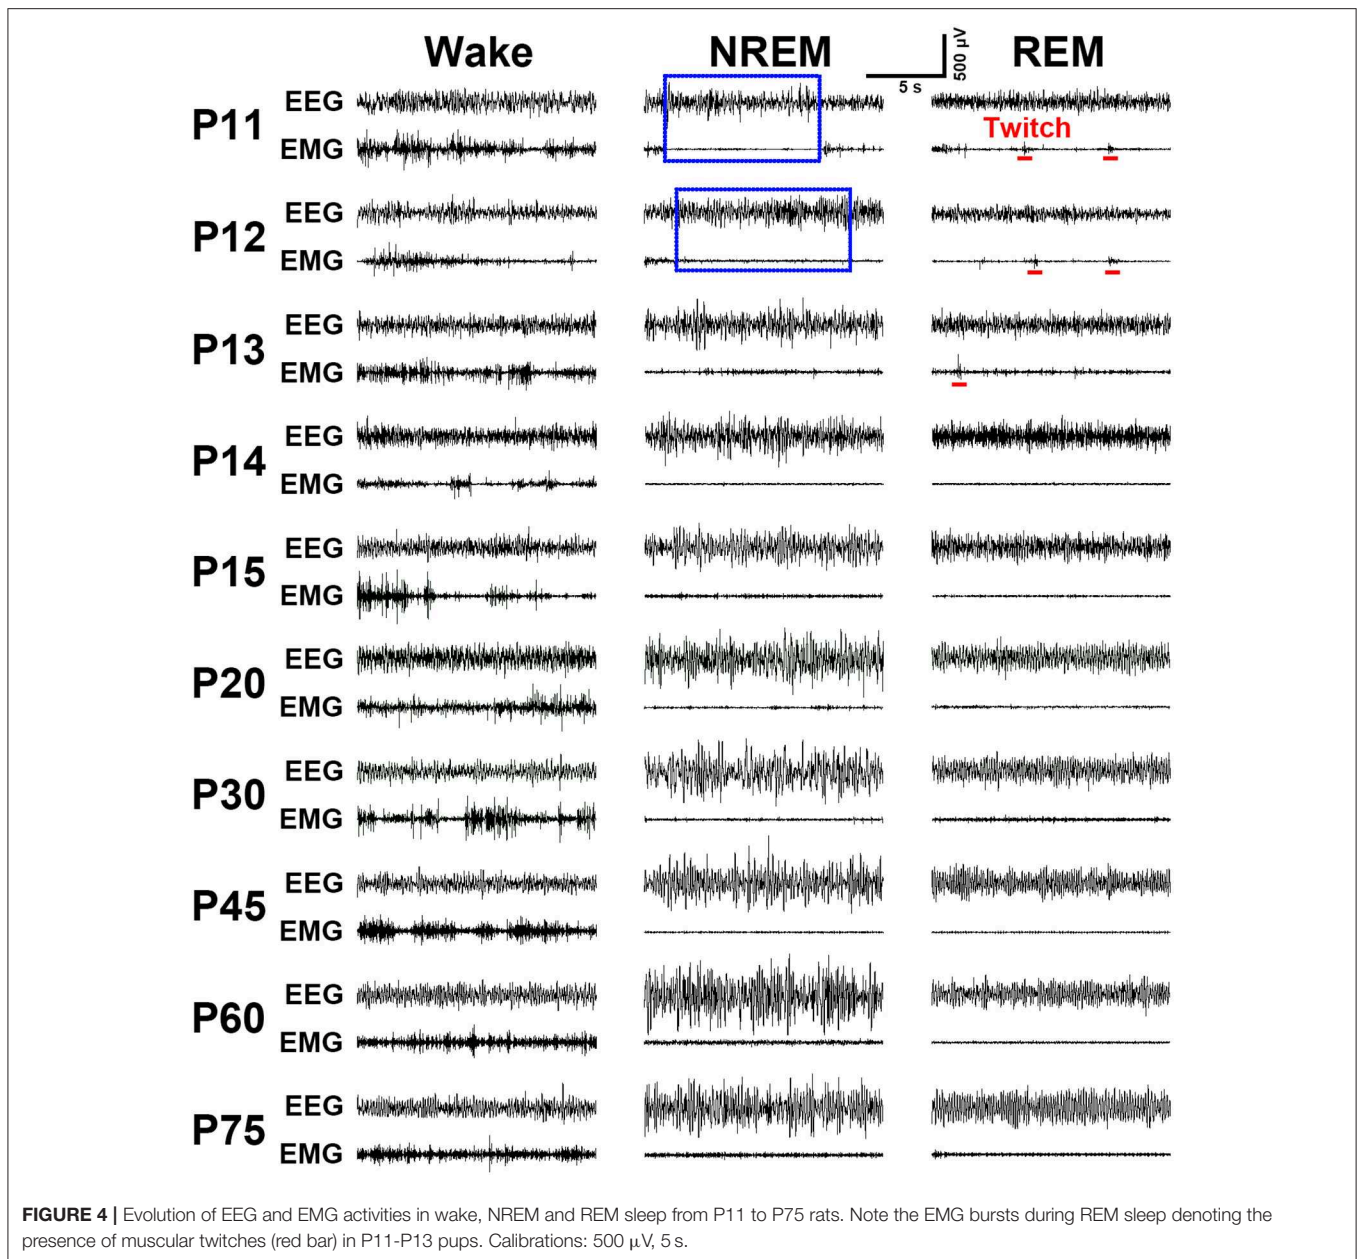 Wake NREM REM
500 µV
5 s
P11 EEG
EMG
Twitch
P12 EEG
EMG
P13 EEG
EMG
P14 EEG
EMG
P15 EEG
EMG
P20 EEG
EMG
P30 EEG
EMG
P45 EEG
EMG
P60 EEG
EMG
P75 EEG
EMG
FIGURE 4 | Evolution of EEG and EMG activities in wake, NREM and REM sleep from P11 to P75 rats. Note the EMG bursts during REM sleep denoting the
presence of muscular twitches (red bar) in P11-P13 pups. Calibrations: 500 µV, 5 s.